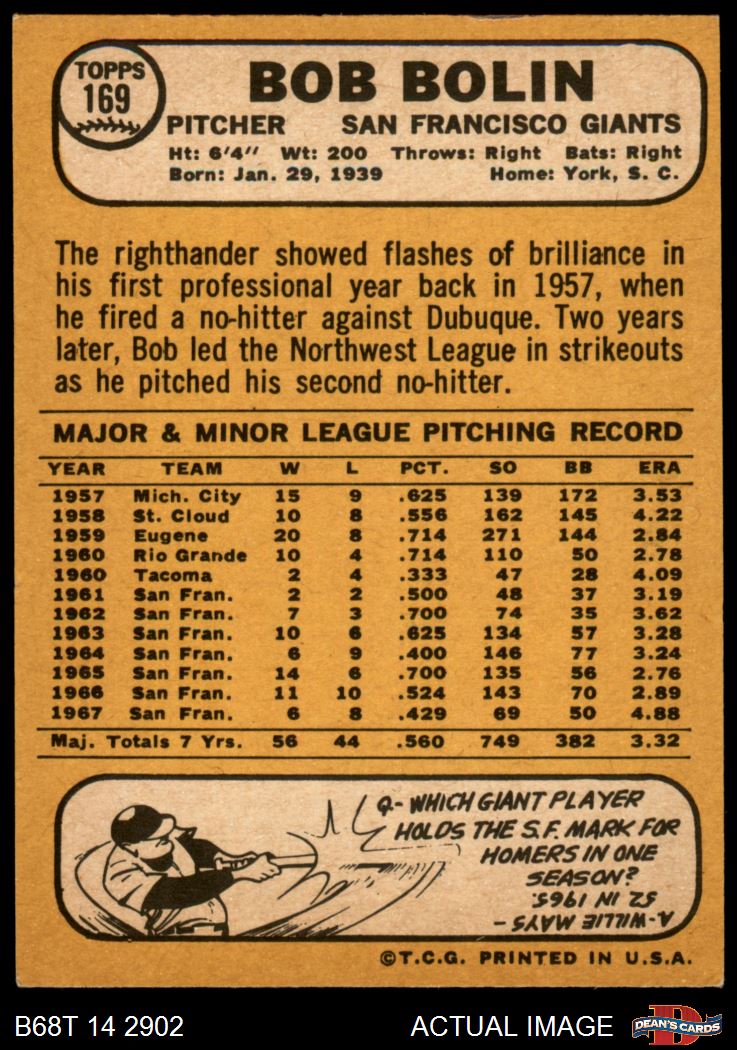 TOPPS
169
BOB BOLIN
PITCHER SAN FRANCISCO GIANTS
Ht: 6'4" Wt: 200 Throws: Right Bats: Right
Born: Jan. 29, 1939 Home: York, S. C.
The righthander showed flashes of brilliance in
his first professional year back in 1957, when
he fired a no-hitter against Dubuque. Two years
later, Bob led the Northwest League in strikeouts
as he pitched his second no-hitter.
MAJOR & MINOR LEAGUE PITCHING RECORD
YEAR TEAM W L PCT. SO BB ERA
1957 Mich. City 15 9 .625 139 172 3.53
1958 St. Cloud 10 8 .556 162 145 4.22
1959 Eugene 20 8 .714 271 144 2.84
1960 Rio Grande 10 4 .714 110 50 2.78
1960 Tacoma 2 4 .333 47 28 4.09
1961 San Fran. 2 2 .500 48 37 3.19
1962 San Fran. 7 3 .700 74 35 3.62
1963 San Fran. 10 6 .625 134 57 3.28
1964 San Fran. 6 9 .400 146 77 3.24
1965 San Fran. 14 6 .700 135 56 2.76
1966 San Fran. 11 10 .524 143 70 2.89
1967 San Fran. 6 8 .429 69 50 4.88
Maj. Totals 7 Yrs. 56 44 .560 749 382 3.32
Q- WHICH GIANT PLAYER
HOLDS THE S.F. MARK FOR
HOMERS IN ONE
SEASON?
A-WILLIE MAYS -
52 IN 1965.
©T.C.G. PRINTED IN U.S.A.
B68T 14 2902 ACTUAL IMAGE
D
DEAN'S CARDS